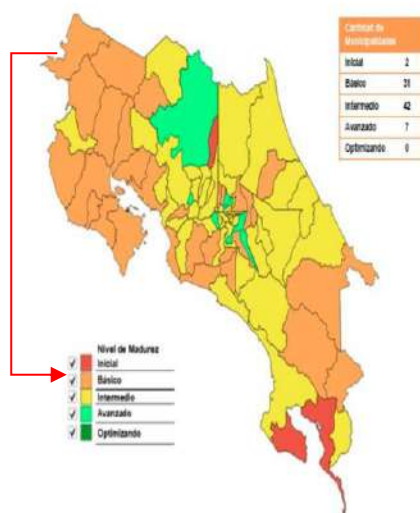 Cantidad de
Municipalidades
Inicial 2
Básico 31
Intermedio 42
Avanzado 7
Optimizando 0
Nivel de Madurez
Inicial
Básico
Intermedio
Avanzado
Optimizando